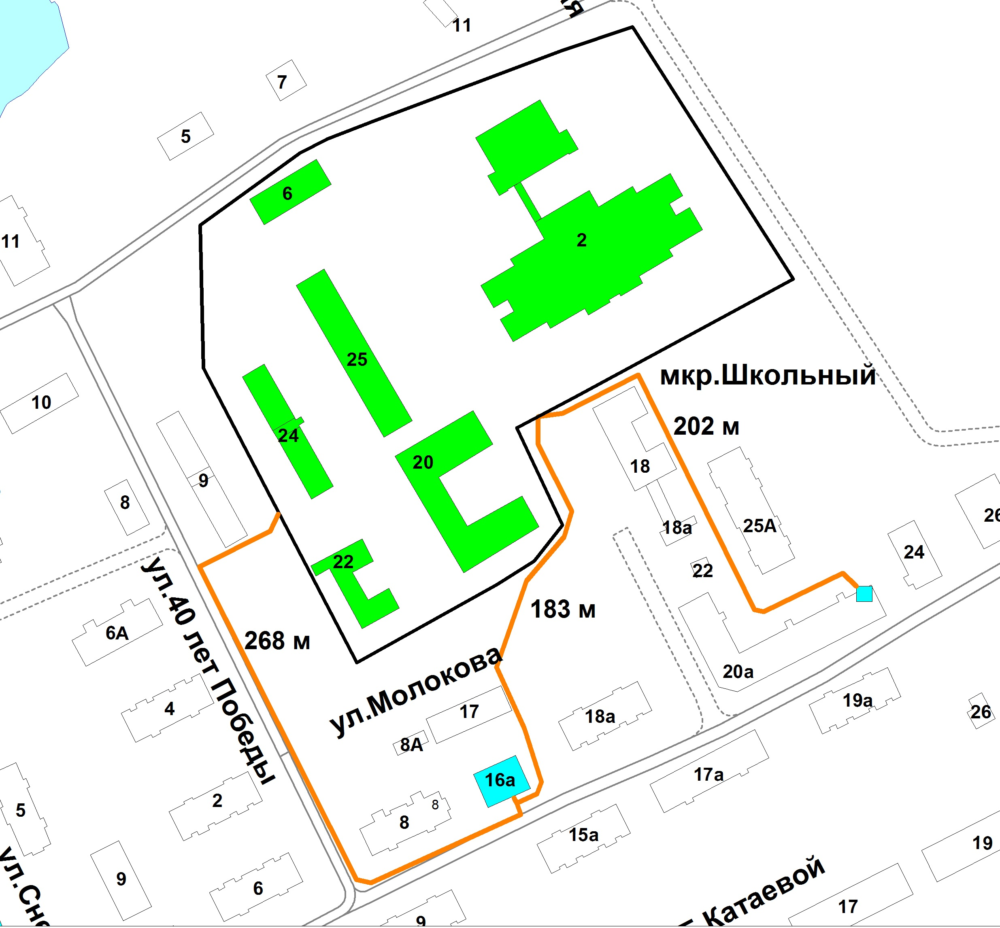 11
7
5
6
11
2
25
мкр.Школьный
10
202 м
24
20
18
9
8
26
25А
18а
24
22
22
ул.40 лет Победы
183 м
6А
268 м
ул.Молокова
20а
19а
4
17
26
18а
8А
17а
16а
2
8
5
8
15а
19
9
6
Катаевой
17
9